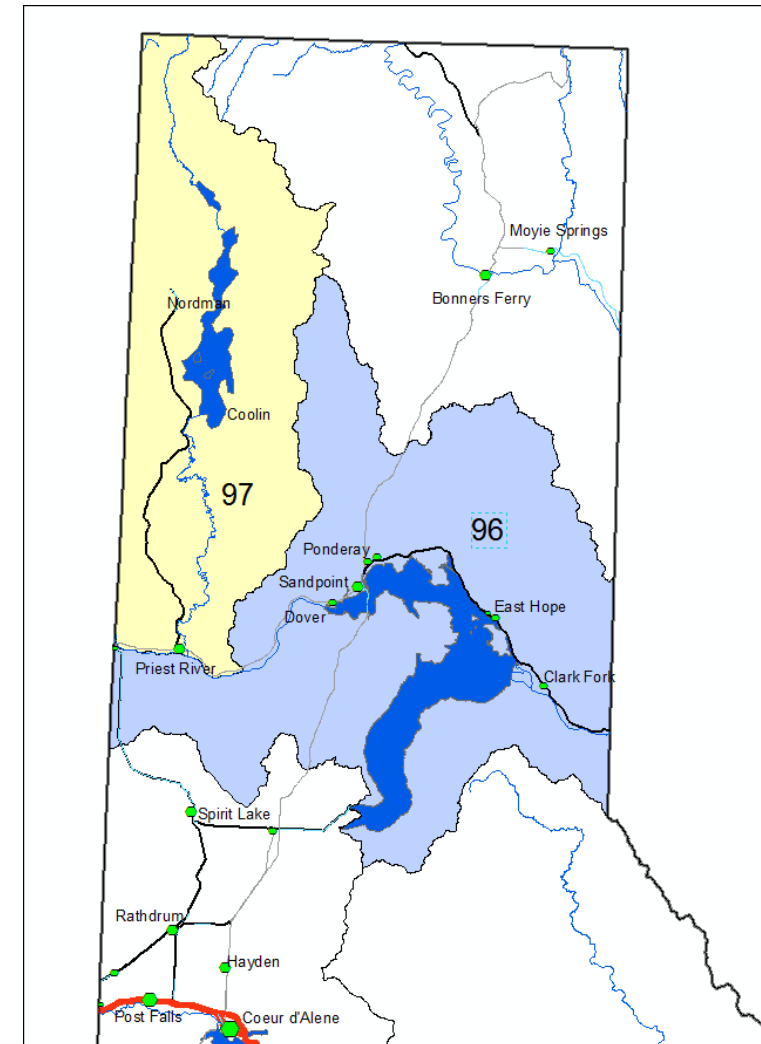 Moyie Springs
Bonners Ferry
Nordman
Coolin
97
96
Ponderay
Sandpoint
East Hope
Dover
Priest River
Clark Fork
Spirit Lake
Rathdrum
Hayden
Post Falls
Coeur d'Alene